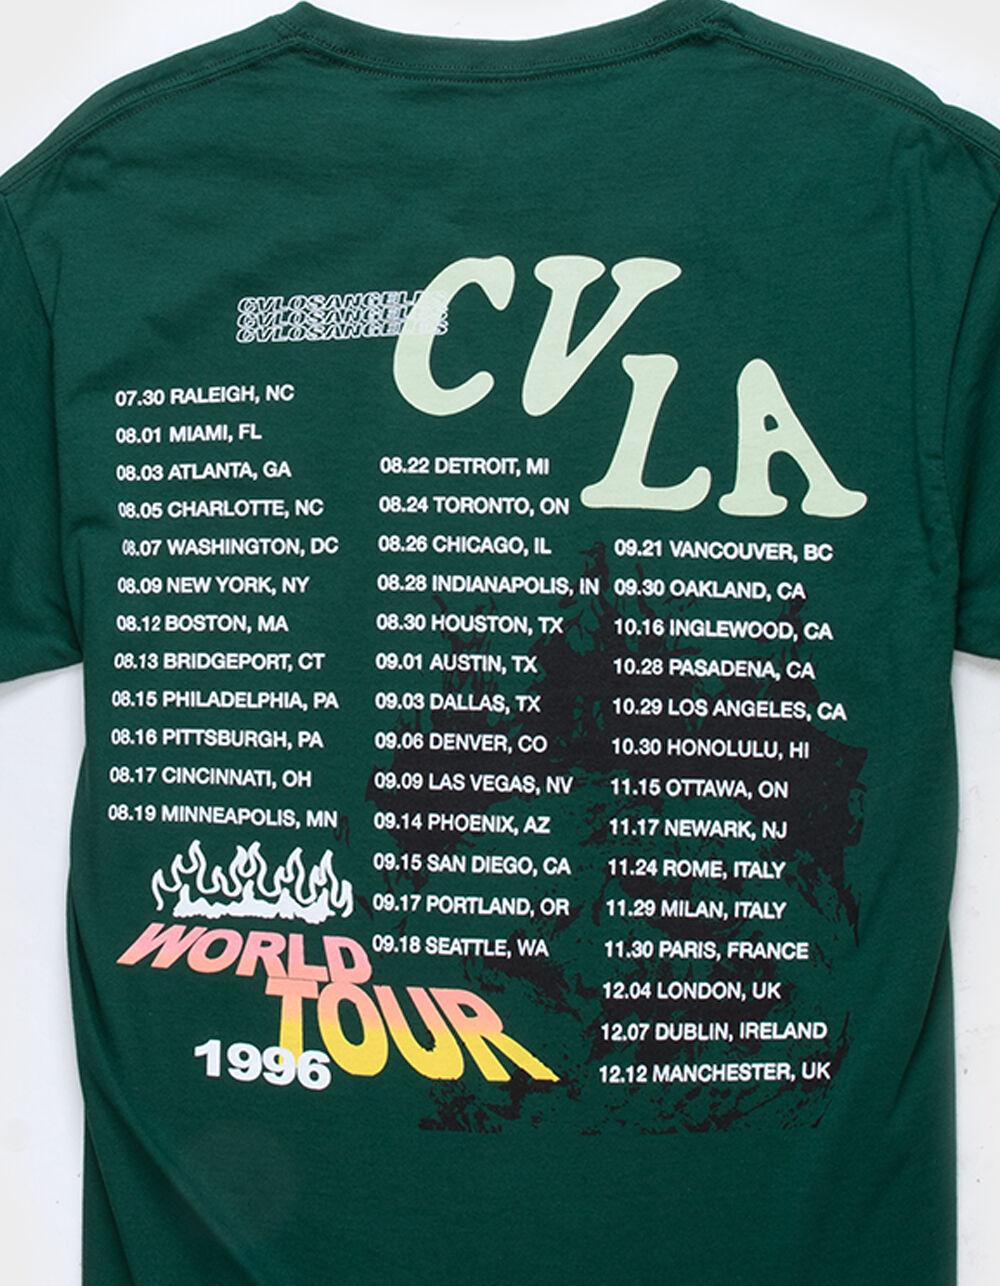 CVLOSANGELES
CVLOSANGELES
CVLOSANGELES
CV
LA
07.30 RALEIGH, NC
08.01 MIAMI, FL
08.03 ATLANTA, GA
08.05 CHARLOTTE, NC
08.07 WASHINGTON, DC
08.09 NEW YORK, NY
08.12 BOSTON, MA
08.13 BRIDGEPORT, CT
08.15 PHILADELPHIA, PA
08.16 PITTSBURGH, PA
08.17 CINCINNATI, OH
08.19 MINNEAPOLIS, MN
08.22 DETROIT, MI
08.24 TORONTO, ON
08.26 CHICAGO, IL
08.28 INDIANAPOLIS, IN
08.30 HOUSTON, TX
09.01 AUSTIN, TX
09.03 DALLAS, TX
09.06 DENVER, CO
09.09 LAS VEGAS, NV
09.14 PHOENIX, AZ
09.15 SAN DIEGO, CA
09.17 PORTLAND, OR
09.18 SEATTLE, WA
09.21 VANCOUVER, BC
09.30 OAKLAND, CA
10.16 INGLEWOOD, CA
10.28 PASADENA, CA
10.29 LOS ANGELES, CA
10.30 HONOLULU, HI
11.15 OTTAWA, ON
11.17 NEWARK, NJ
11.24 ROME, ITALY
11.29 MILAN, ITALY
11.30 PARIS, FRANCE
12.04 LONDON, UK
12.07 DUBLIN, IRELAND
12.12 MANCHESTER, UK
WORLD
TOUR
1996